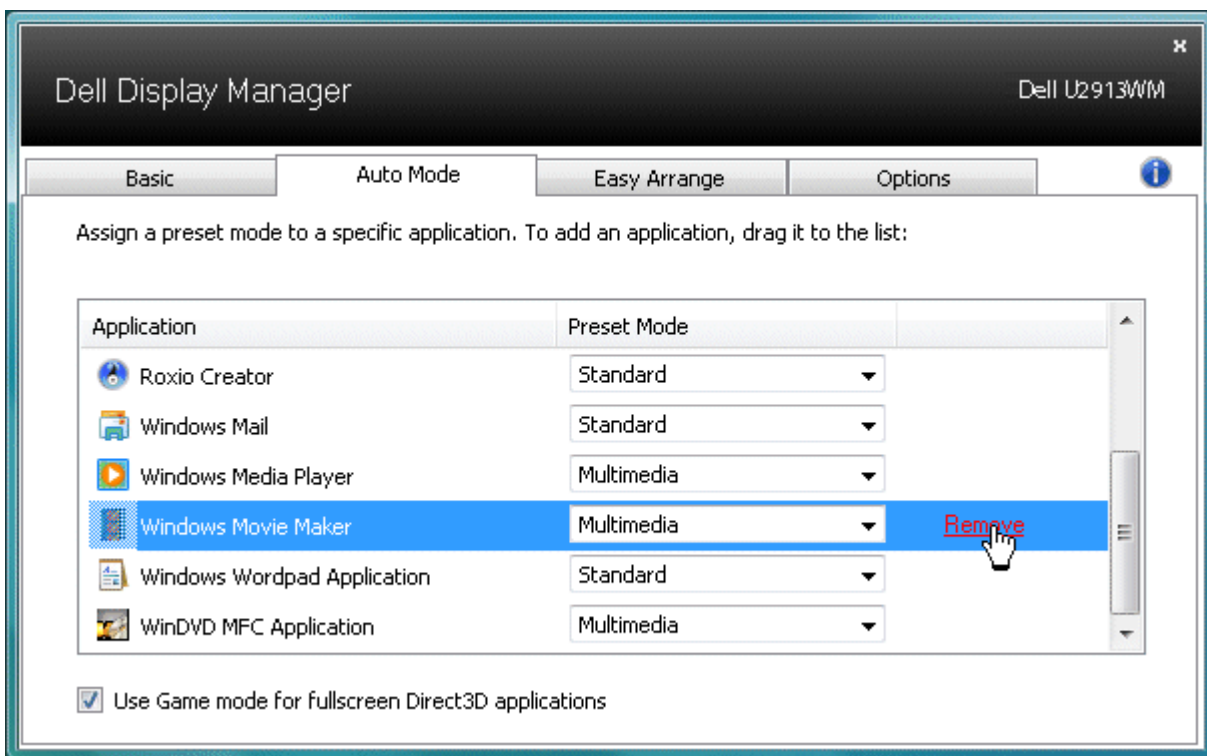 Dell Display Manager
Dell U2913WM
Basic Auto Mode Easy Arrange Options
Assign a preset mode to a specific application. To add an application, drag it to the list:
Application Preset Mode
Roxio Creator Standard
Windows Mail Standard
Windows Media Player Multimedia
Windows Movie Maker Multimedia Remove
Windows Wordpad Application Standard
WinDVD MFC Application Multimedia
Use Game mode for fullscreen Direct3D applications